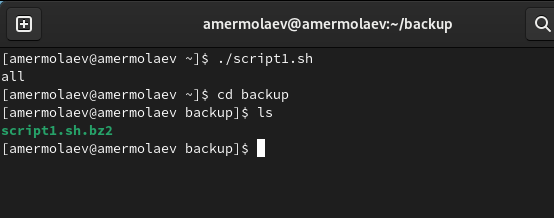 amermolaev@amermolaev:~/backup
[amermolaev@amermolaev ~]$ ./script1.sh
all
[amermolaev@amermolaev ~]$ cd backup
[amermolaev@amermolaev backup]$ ls
script1.sh.bz2
[amermolaev@amermolaev backup]$